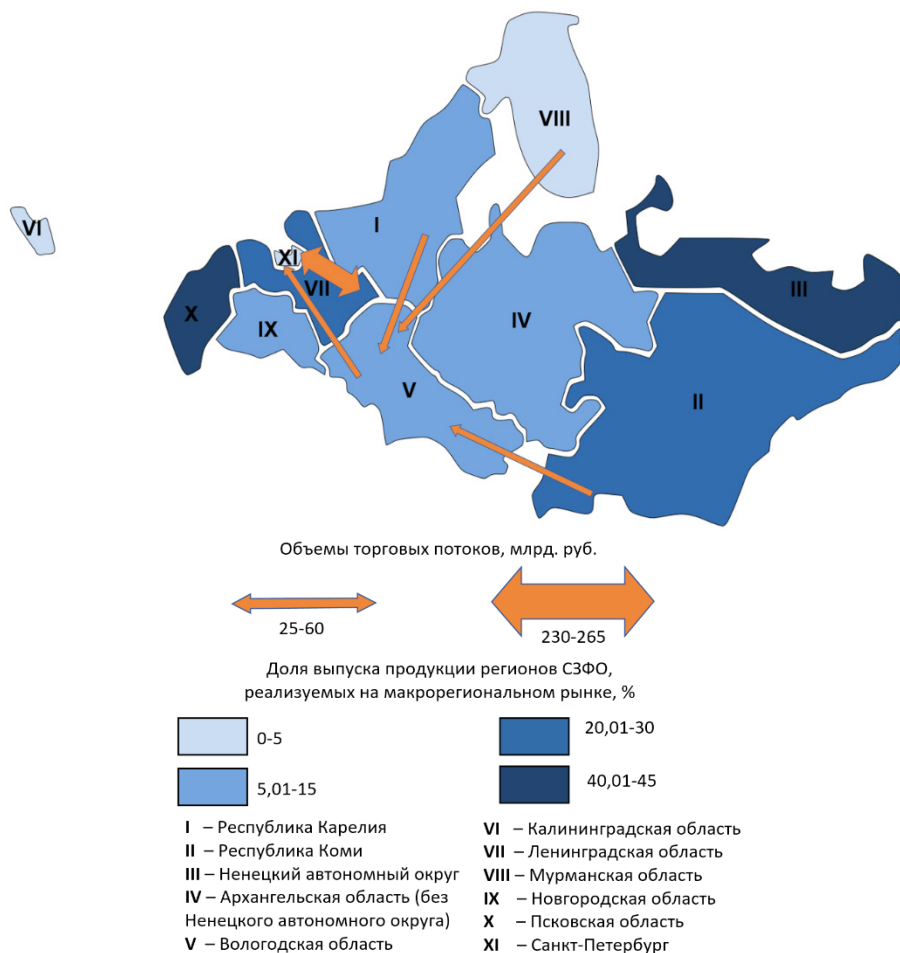 VIII
VI
I
XI
VII
III
X
IX
IV
V
II
Объемы торговых потоков, млрд. руб.
25-60
230-265
Доля выпуска продукции регионов СЗФО,
реализуемых на макрорегиональном рынке, %
0-5
20,01-30
5,01-15
40,01-45
I – Республика Карелия
II – Республика Коми
III – Ненецкий автономный округ
IV – Архангельская область (без
Ненецкого автономного округа)
V – Вологодская область
VI – Калининградская область
VII – Ленинградская область
VIII – Мурманская область
IX – Новгородская область
X – Псковская область
XI – Санкт-Петербург